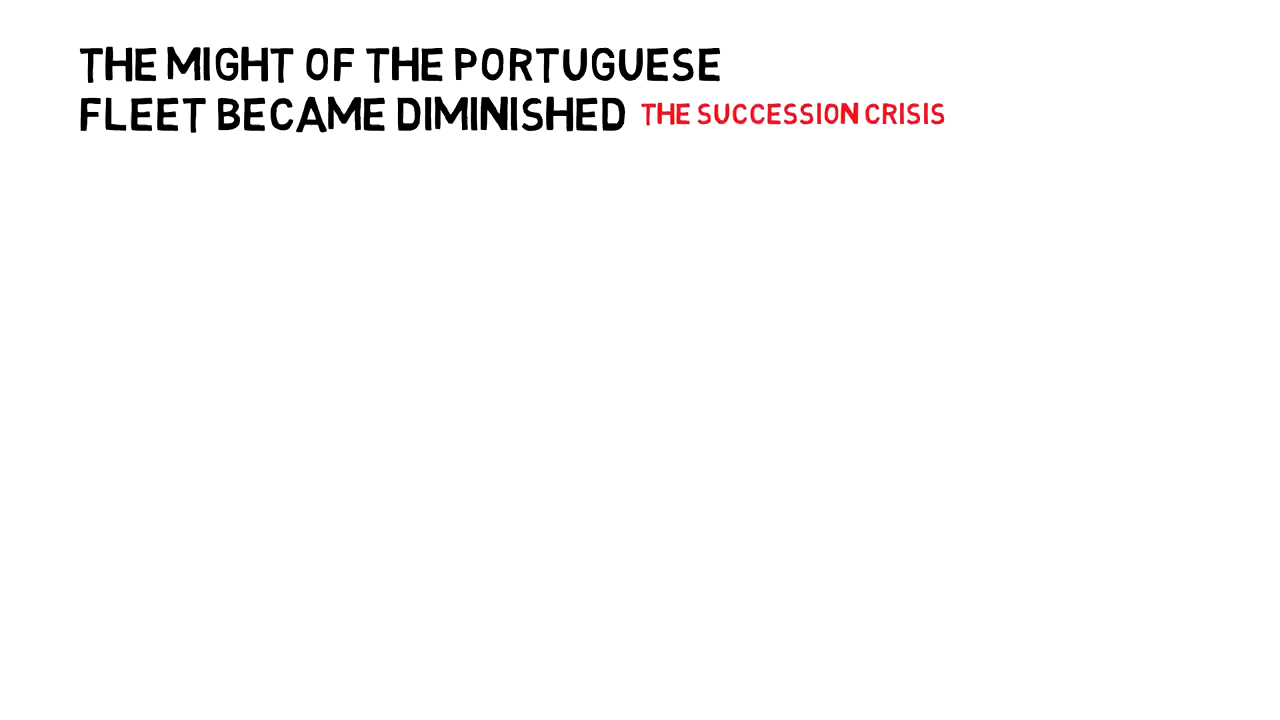 THE MIGHT OF THE PORTUGUESE
FLEET BECAME DIMINISHED THE SUCCESSION CRISIS